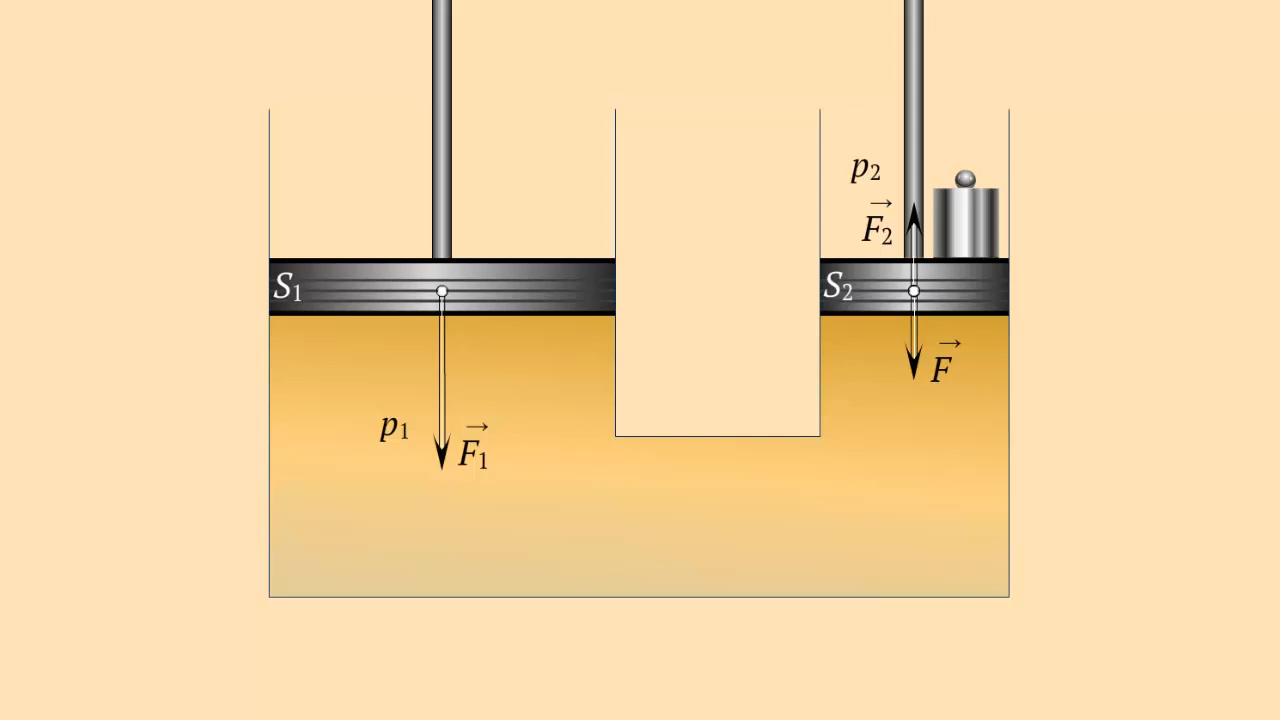 p₂
F₂
S₁
S₂
F
p₁
F₁